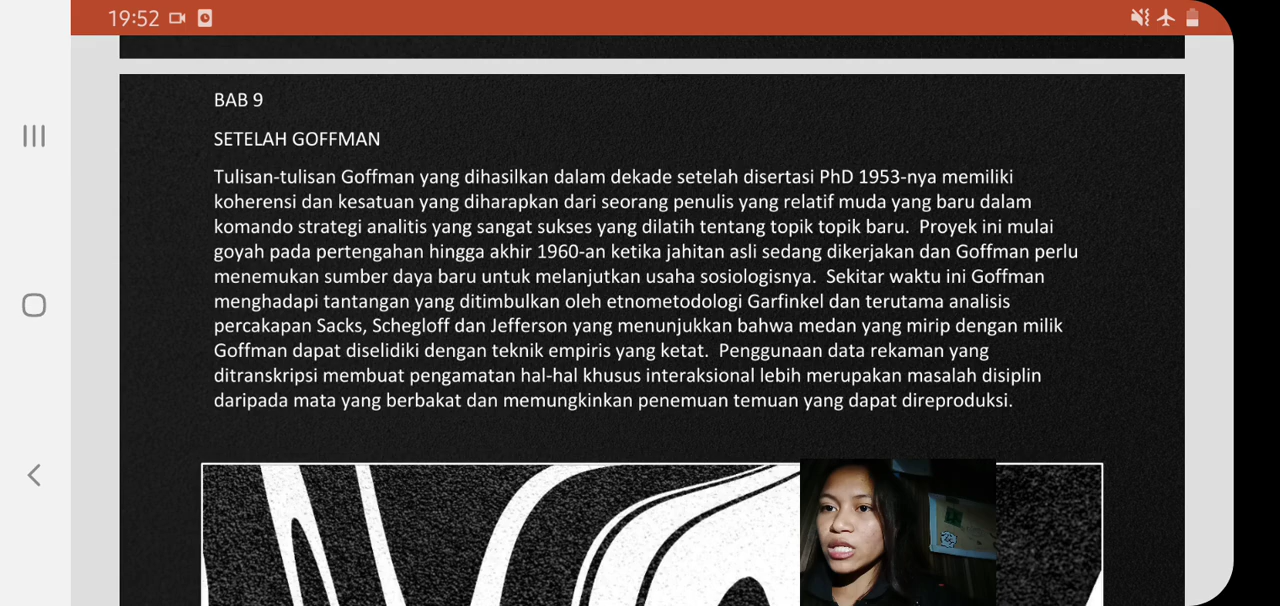 19:52
BAB 9
SETELAH GOFFMAN
Tulisan-tulisan Goffman yang dihasilkan dalam dekade setelah disertasi PhD 1953-nya memiliki
koherensi dan kesatuan yang diharapkan dari seorang penulis yang relatif muda yang baru dalam
komando strategi analitis yang sangat sukses yang dilatih tentang topik topik baru.  Proyek ini mulai
goyah pada pertengahan hingga akhir 1960-an ketika jahitan asli sedang dikerjakan dan Goffman perlu
menemukan sumber daya baru untuk melanjutkan usaha sosiologisnya.  Sekitar waktu ini Goffman
menghadapi tantangan yang ditimbulkan oleh etnometodologi Garfinkel dan terutama analisis
percakapan Sacks, Schegloff dan Jefferson yang menunjukkan bahwa medan yang mirip dengan milik
Goffman dapat diselidiki dengan teknik empiris yang ketat.  Penggunaan data rekaman yang
ditranskripsi membuat pengamatan hal-hal khusus interaksional lebih merupakan masalah disiplin
daripada mata yang berbakat dan memungkinkan penemuan temuan yang dapat direproduksi.